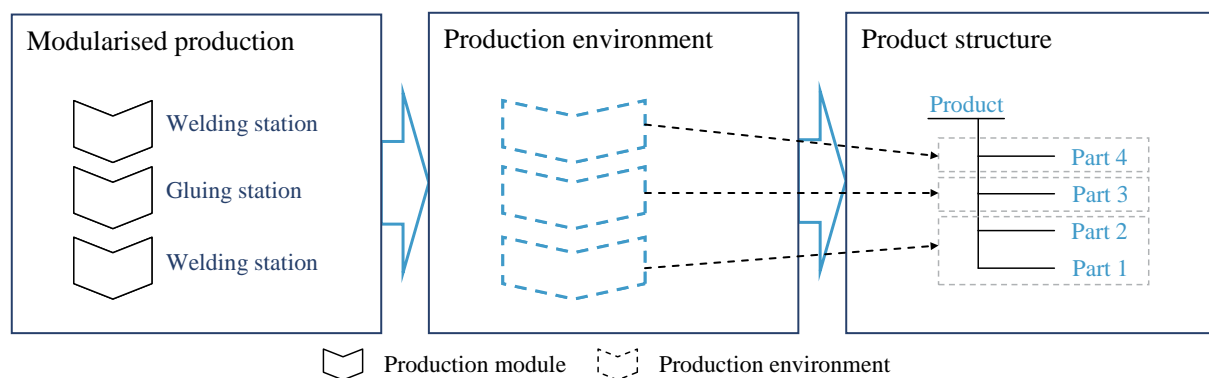 Modularised production
Welding station
Gluing station
Welding station
Production environment
Product structure
Product
Part 4
Part 3
Part 2
Part 1
Production module
Production environment